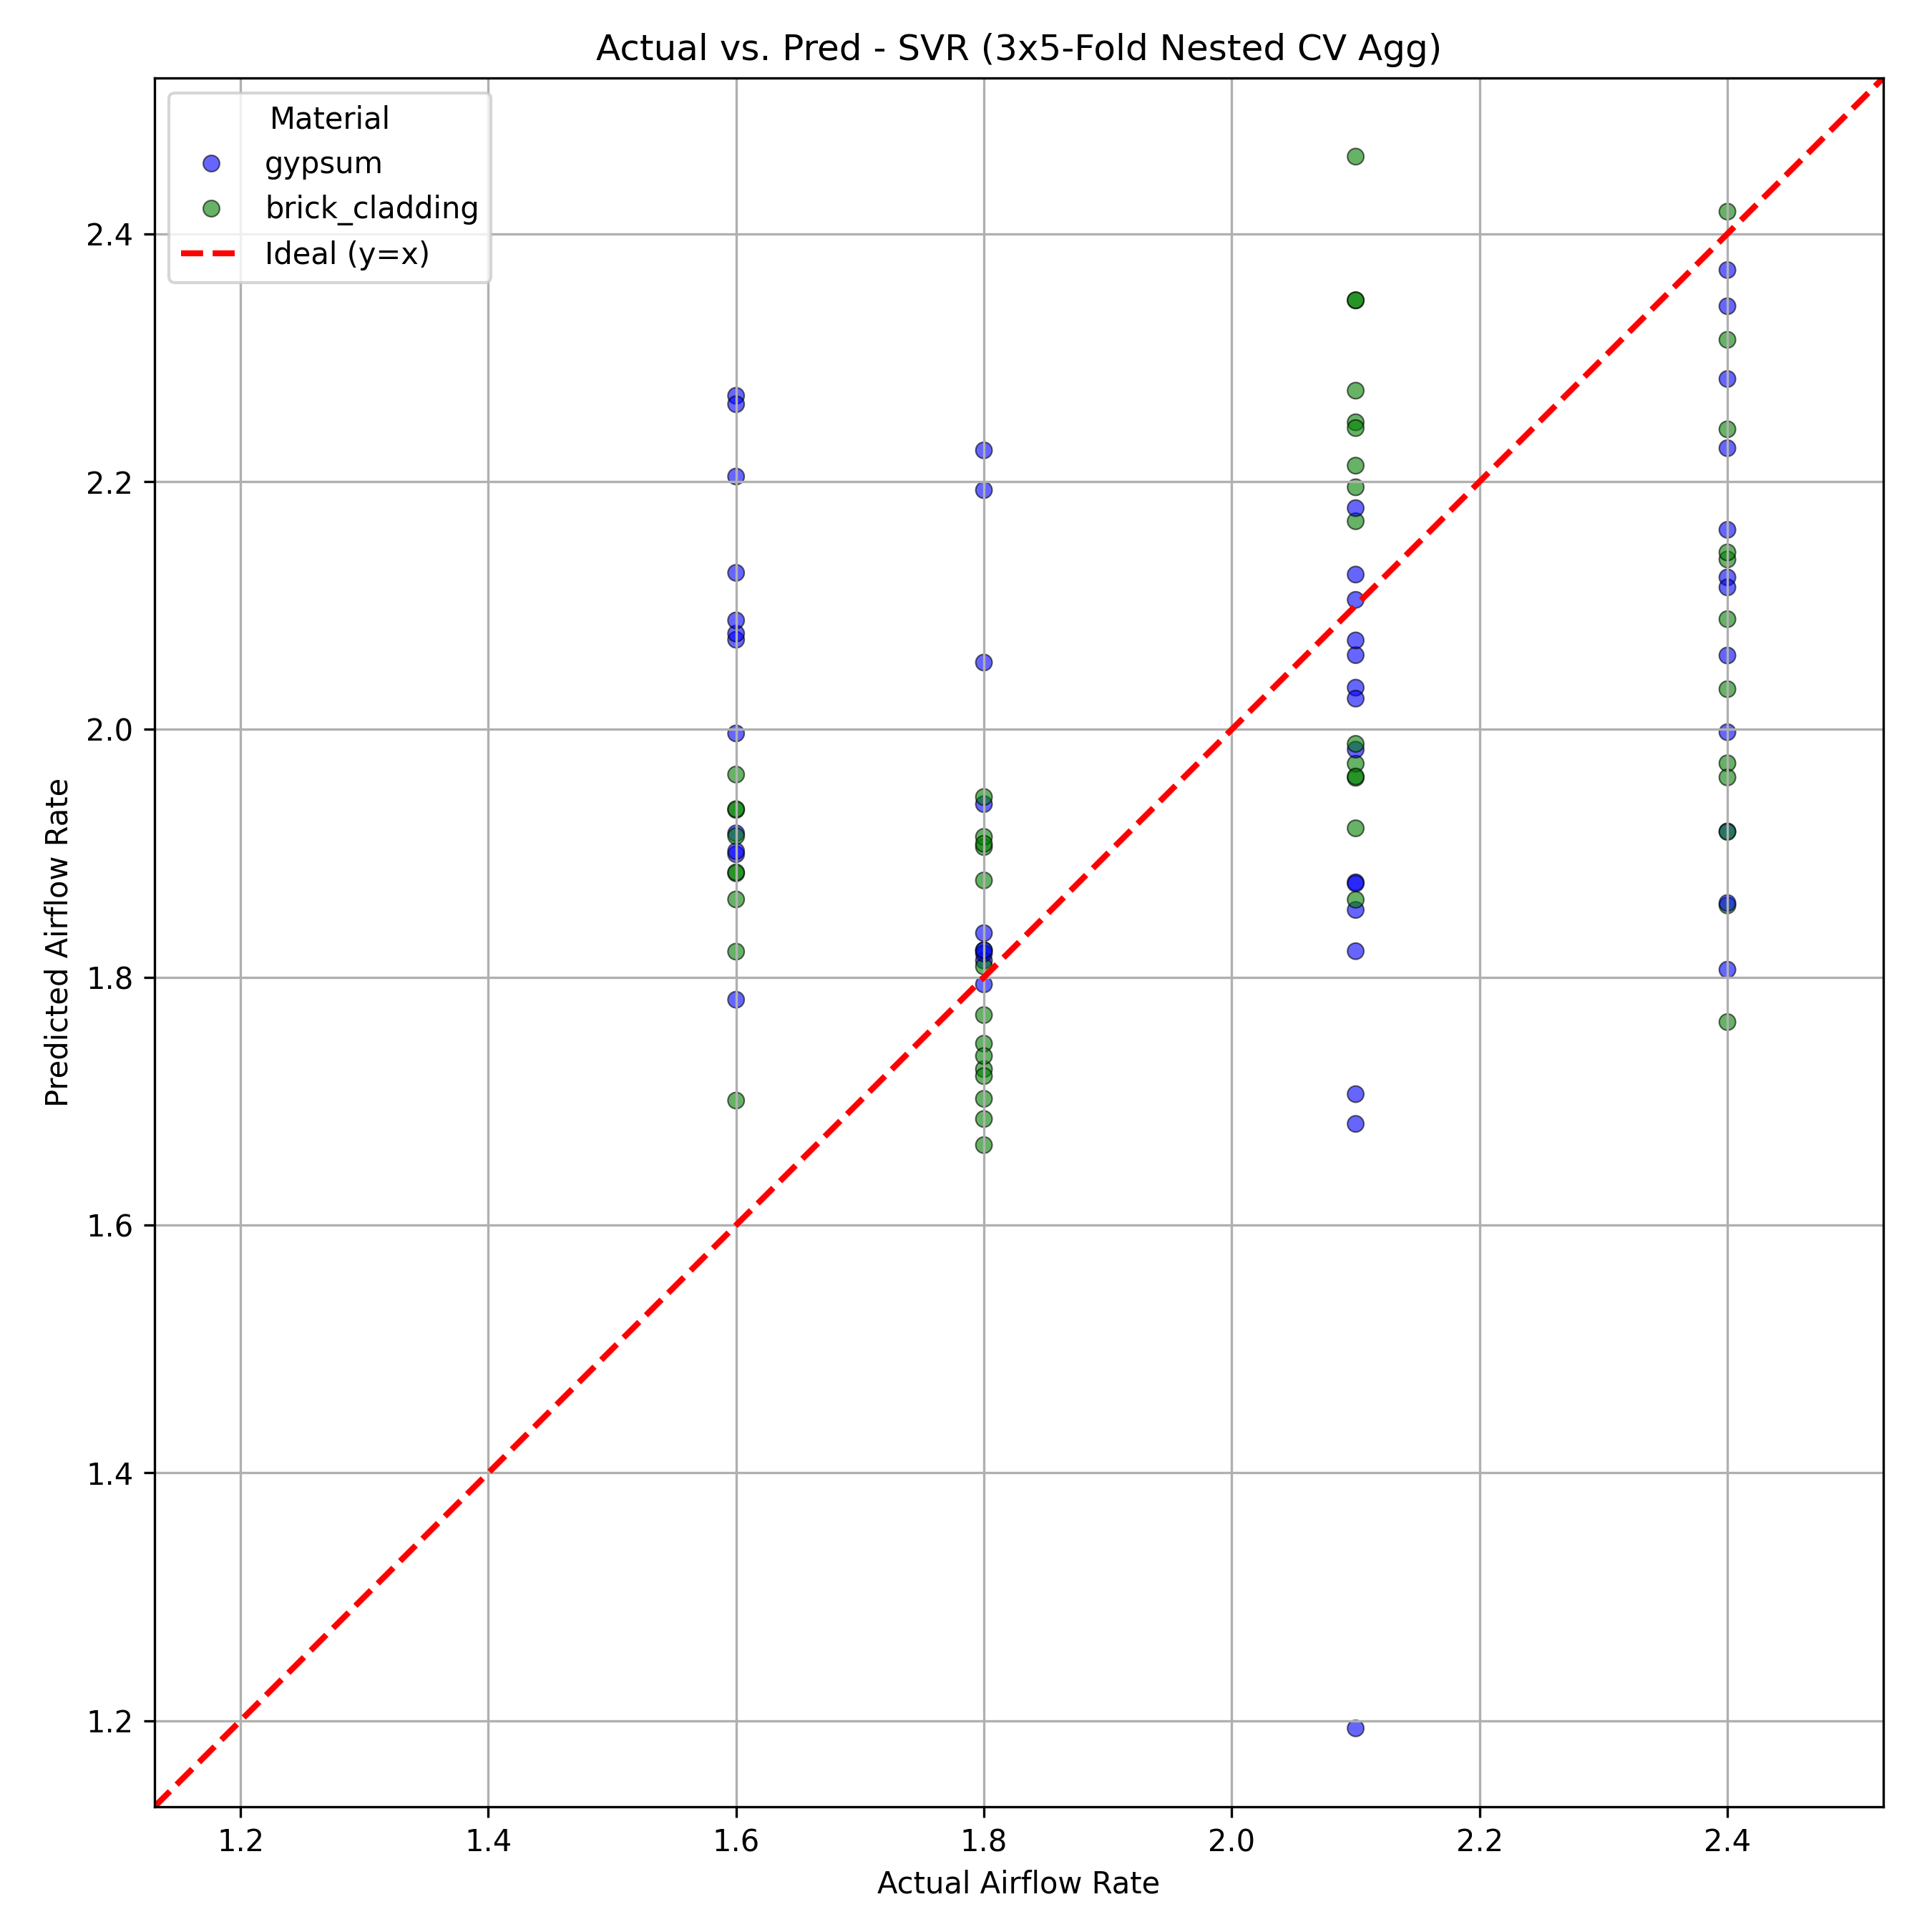 Actual vs. Pred - SVR (3x5-Fold Nested CV Agg)
Material
gypsum
brick_cladding
Ideal (y=x)
Predicted Airflow Rate
2.4
2.2
2.0
1.8
1.6
1.4
1.2
1.2
1.4
1.6
1.8
2.0
2.2
2.4
Actual Airflow Rate